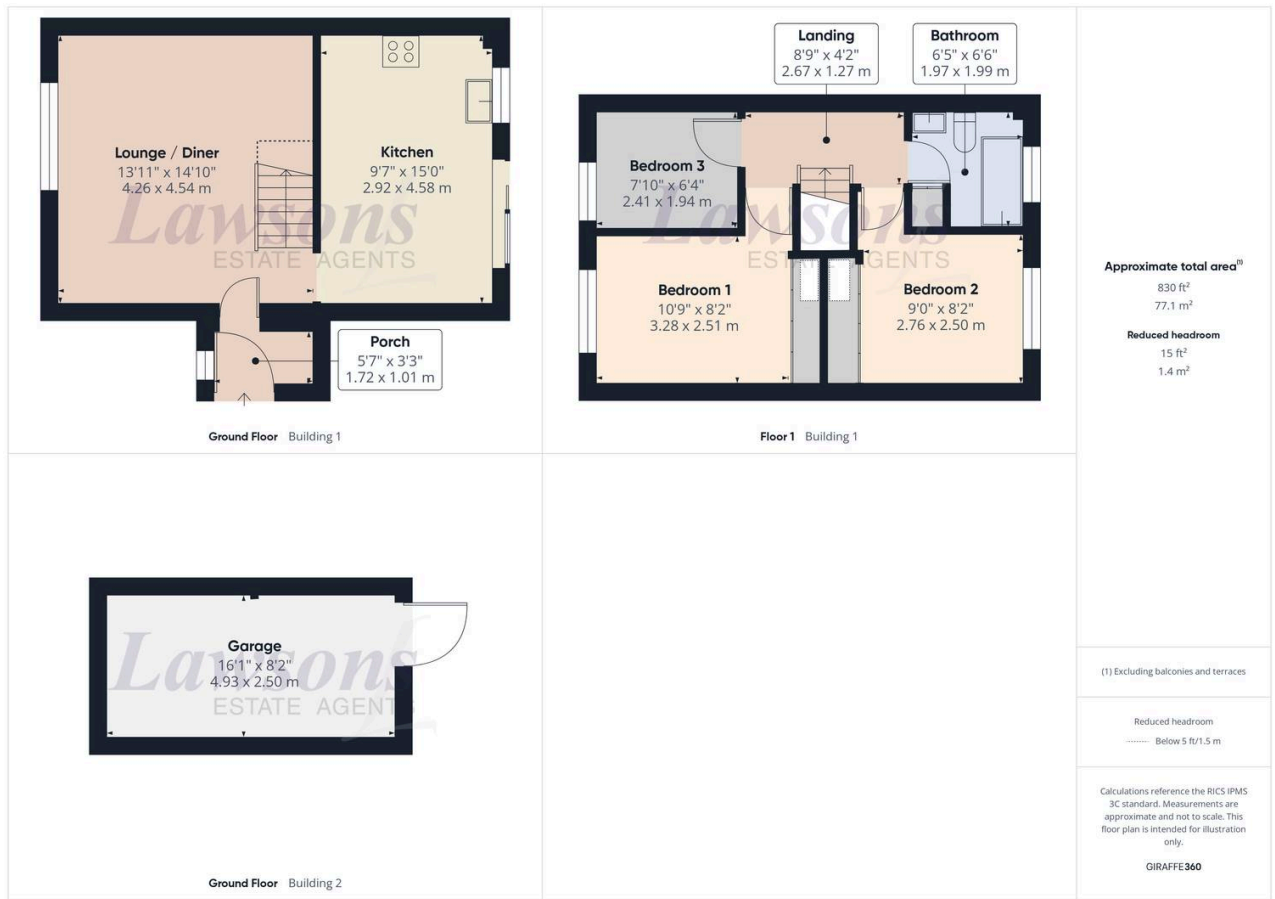 Lounge / Diner
13'11" x 14'10"
4.26 x 4.54 m
Kitchen
9'7" x 15'0"
2.92 x 4.58 m
Lawsons
ESTATE AGENTS
Porch
5'7" x 3'3"
1.72 x 1.01 m
Ground Floor Building 1
Landing
8'9" x 4'2"
2.67 x 1.27 m
Bathroom
6'5" x 6'6"
1.97 x 1.99 m
Bedroom 3
7'10" x 6'4"
2.41 x 1.94 m
Lawsons
ESTATE AGENTS
Bedroom 1
10'9" x 8'2"
3.28 x 2.51 m
Bedroom 2
9'0" x 8'2"
2.76 x 2.50 m
Floor 1 Building 1
Garage
16'1" x 8'2"
4.93 x 2.50 m
Lawsons
ESTATE AGENTS
Ground Floor Building 2
Approximate total area(1)
830 ft²
77.1 m²
Reduced headroom
15 ft²
1.4 m²
(1) Excluding balconies and terraces
Reduced headroom
Below 5 ft/1.5 m
Calculations reference the RICS IPMS
3C standard. Measurements are
approximate and not to scale. This
floor plan is intended for illustration
only.
GIRAFFE360